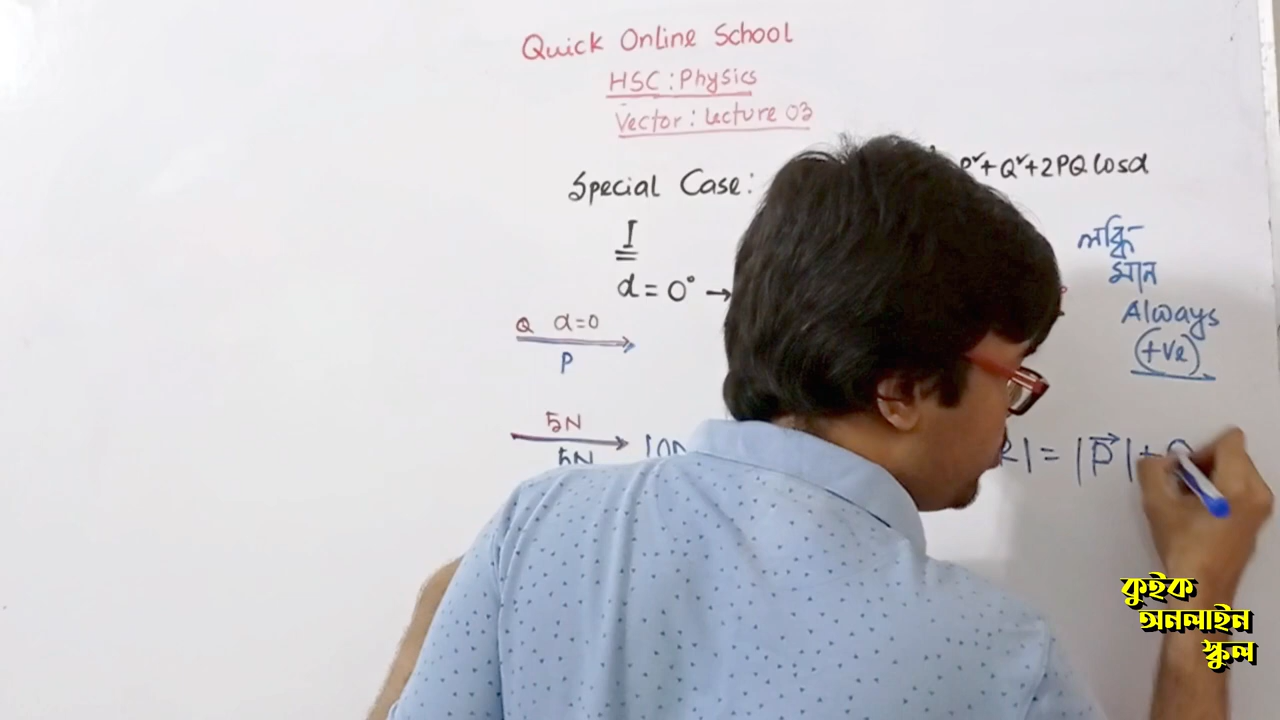 Quick Online School
HSC : Physics
Vector : Lecture 03
Special Case :
P²+Q²+2PQ Cosα
I
α = 0° →
লব্ধি
মান
Always
(+ve)
Q α=0
P
5N
5N
10N
R| = |P⃗| + Q
কুইক
অনলাইন
স্কুল